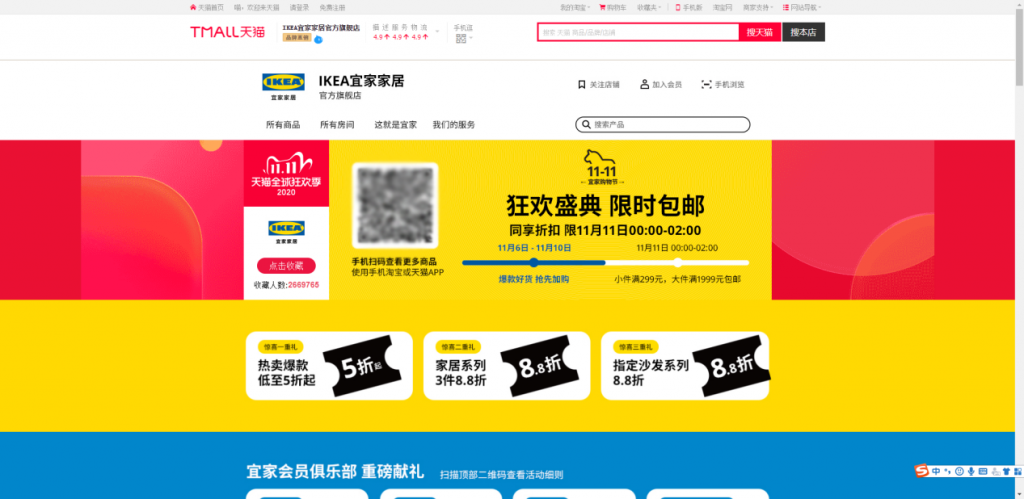 天猫首页 喵，欢迎来天猫 请登录 免费注册
我的淘宝 购物车 收藏夹 手机版 淘宝网 商家支持 网站导航
TMALL天猫
IKEA宜家家居官方旗舰店
品牌直销
描述 服务 物流
4.9 4.9 4.9
手机逛
搜索 天猫 商品/品牌/店铺
搜天猫
搜本店
IKEA
宜家家居
IKEA宜家家居
官方旗舰店
关注店铺 加入会员 手机浏览
所有商品 所有房间 这就是宜家 我们的服务
搜索产品
11.11
天猫全球狂欢季
2020
IKEA
宜家家居
点击收藏
收藏人数:2669765
手机扫码查看更多商品
使用手机淘宝或天猫APP
11-11
宜家购物节
狂欢盛典 限时包邮
同享折扣 限11月11日00:00-02:00
11月6日 - 11月10日 11月11日 00:00-02:00
爆款好货 抢先加购 小件满299元，大件满1999元包邮
惊喜一重礼
热卖爆款
低至5折起
5折起
惊喜二重礼
家居系列
3件8.8折
8.8折
惊喜三重礼
指定沙发系列
8.8折
8.8折
宜家会员俱乐部 重磅献礼 扫描顶部二维码查看活动细则
中